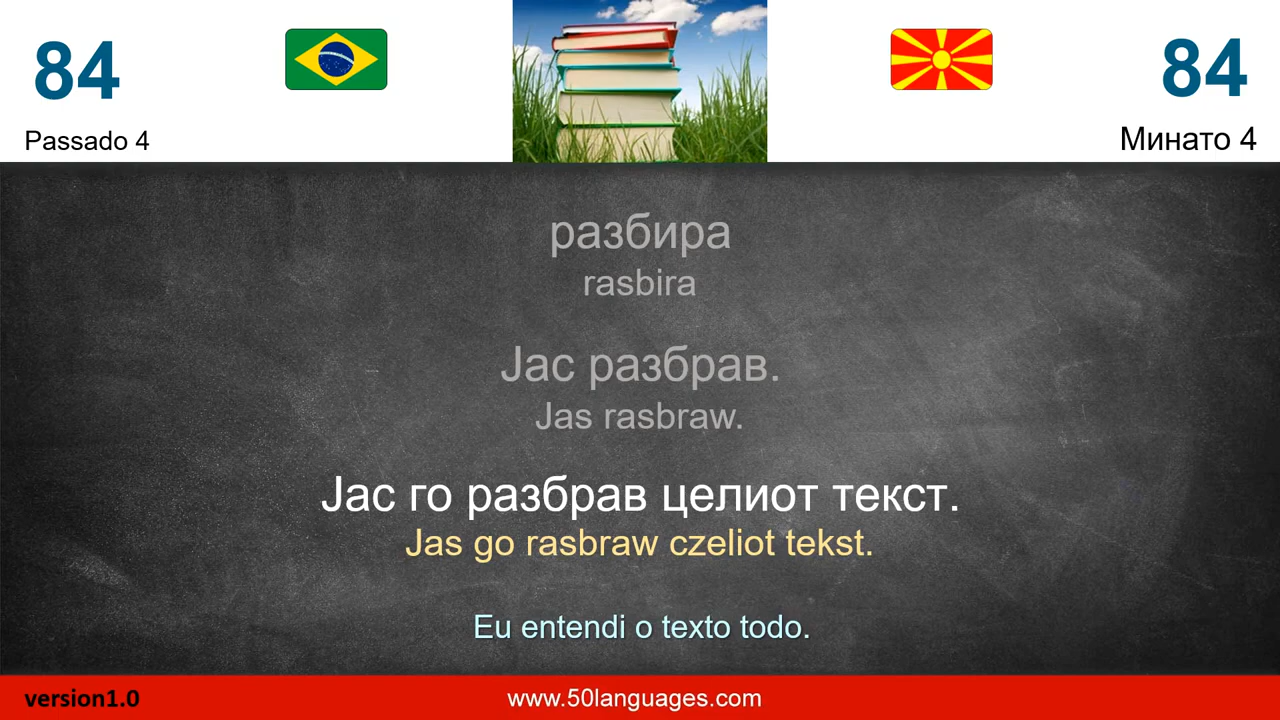 84
84
Passado 4
Минато 4
разбира
rasbira
Јас разбрав.
Jas rasbraw.
Јас го разбрав целиот текст.
Jas go rasbraw czeliot tekst.
Eu entendi o texto todo.
version1.0
www.50languages.com